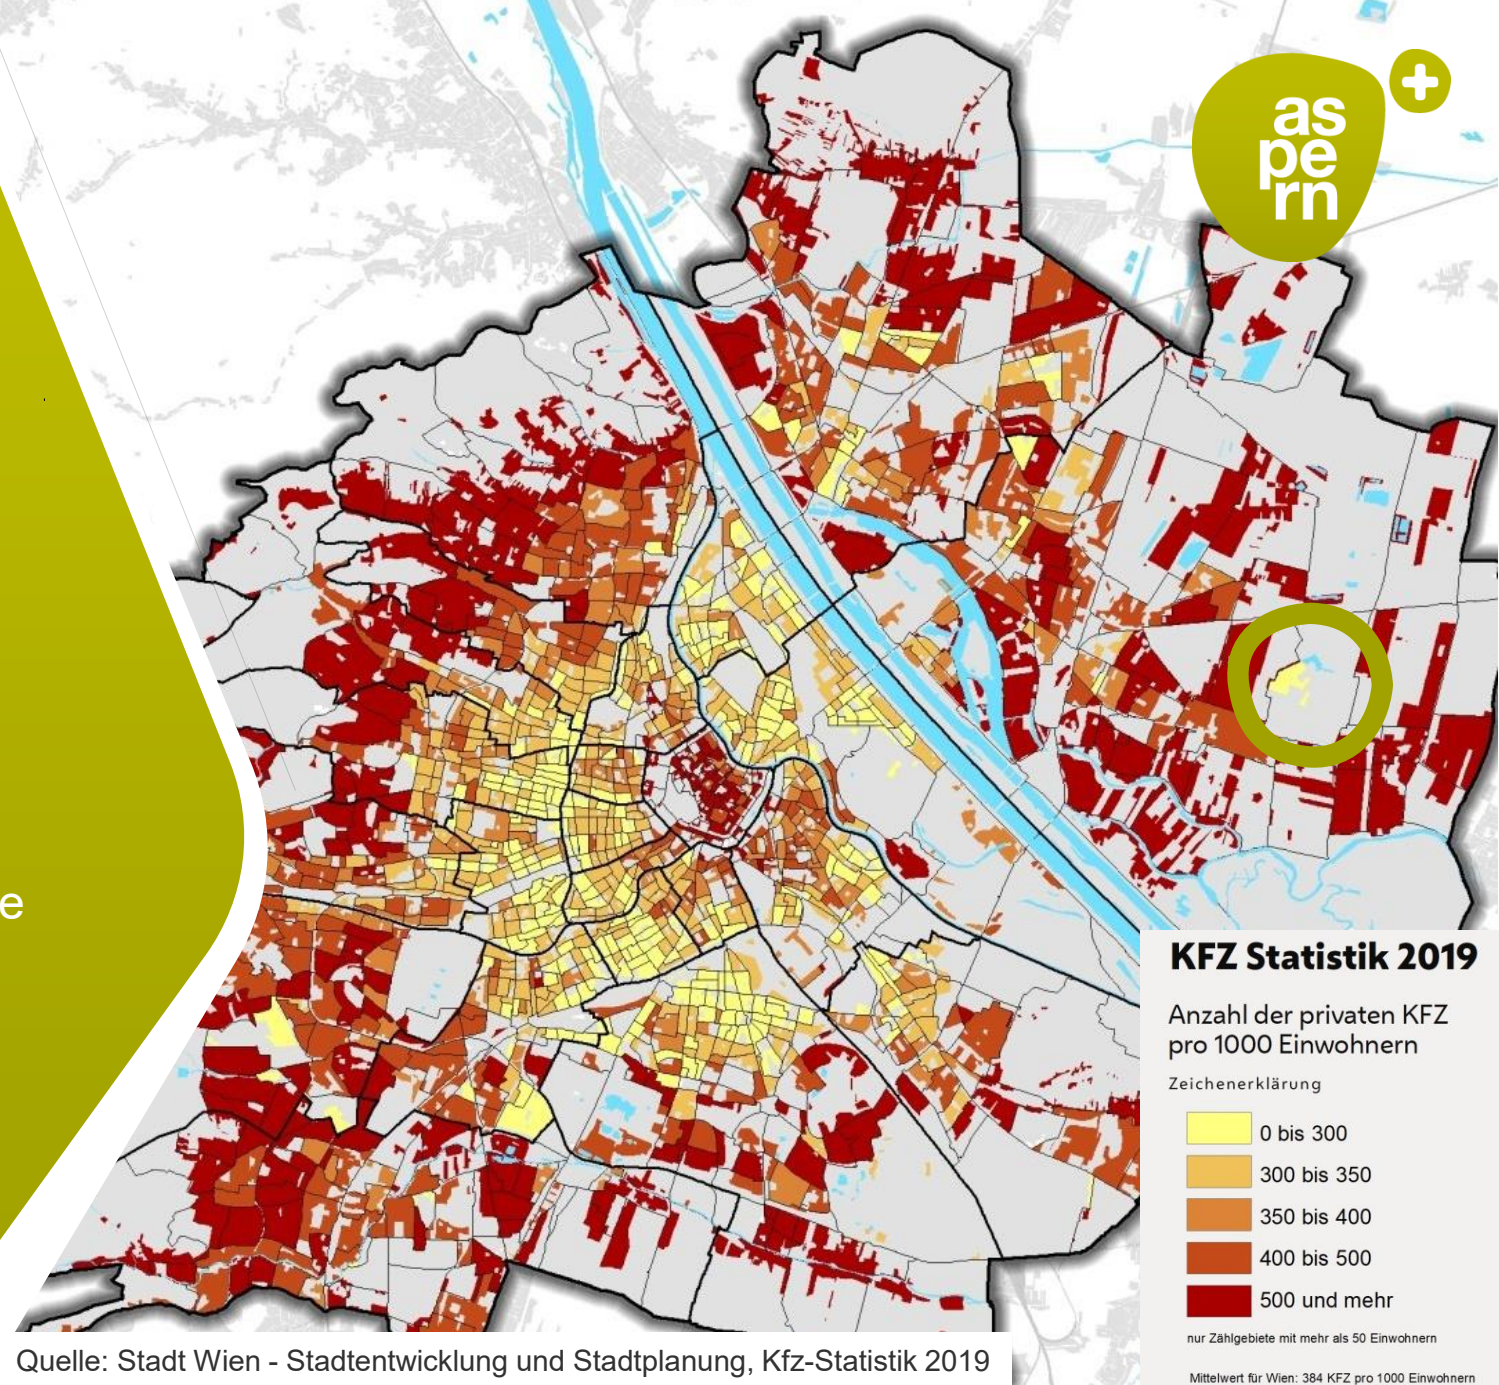 as
pe
rn
e
KFZ Statistik 2019
Anzahl der privaten KFZ
pro 1000 Einwohnern
Zeichenerklärung
0 bis 300
300 bis 350
350 bis 400
400 bis 500
500 und mehr
nur Zählgebiete mit mehr als 50 Einwohnern
Mittelwert für Wien: 384 KFZ pro 1000 Einwohnern
Quelle: Stadt Wien - Stadtentwicklung und Stadtplanung, Kfz-Statistik 2019